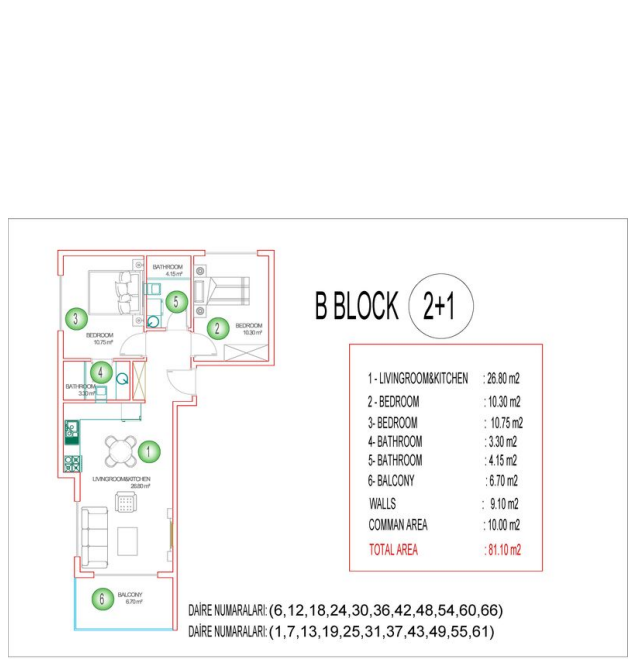 BATHROOM
4.15 m²
5
3
2
BEDROOM
10.75 m²
BEDROOM
10.30 m²
4
BATHROOM
3.30 m²
1
LIVINGROOM&KITCHEN
26.80 m²
6
BALCONY
6.70 m²
B BLOCK 2+1
1 - LIVINGROOM&KITCHEN : 26.80 m2
2 - BEDROOM : 10.30 m2
3- BEDROOM : 10.75 m2
4- BATHROOM : 3.30 m2
5- BATHROOM : 4.15 m2
6- BALCONY : 6.70 m2
WALLS : 9.10 m2
COMMAN AREA : 10.00 m2
TOTAL AREA : 81.10 m2
DAİRE NUMARALARI: (6,12,18,24,30,36,42,48,54,60,66)
DAİRE NUMARALARI: (1,7,13,19,25,31,37,43,49,55,61)